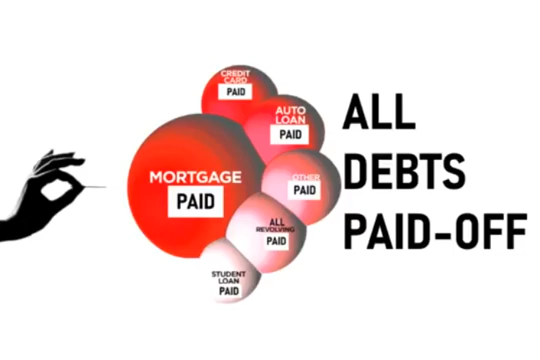 CREDIT
CARD
PAID
AUTO
LOAN
PAID
MORTGAGE
PAID
OTHER
PAID
ALL
REVOLVING
PAID
STUDENT
LOAN
PAID
ALL
DEBTS
PAID-OFF